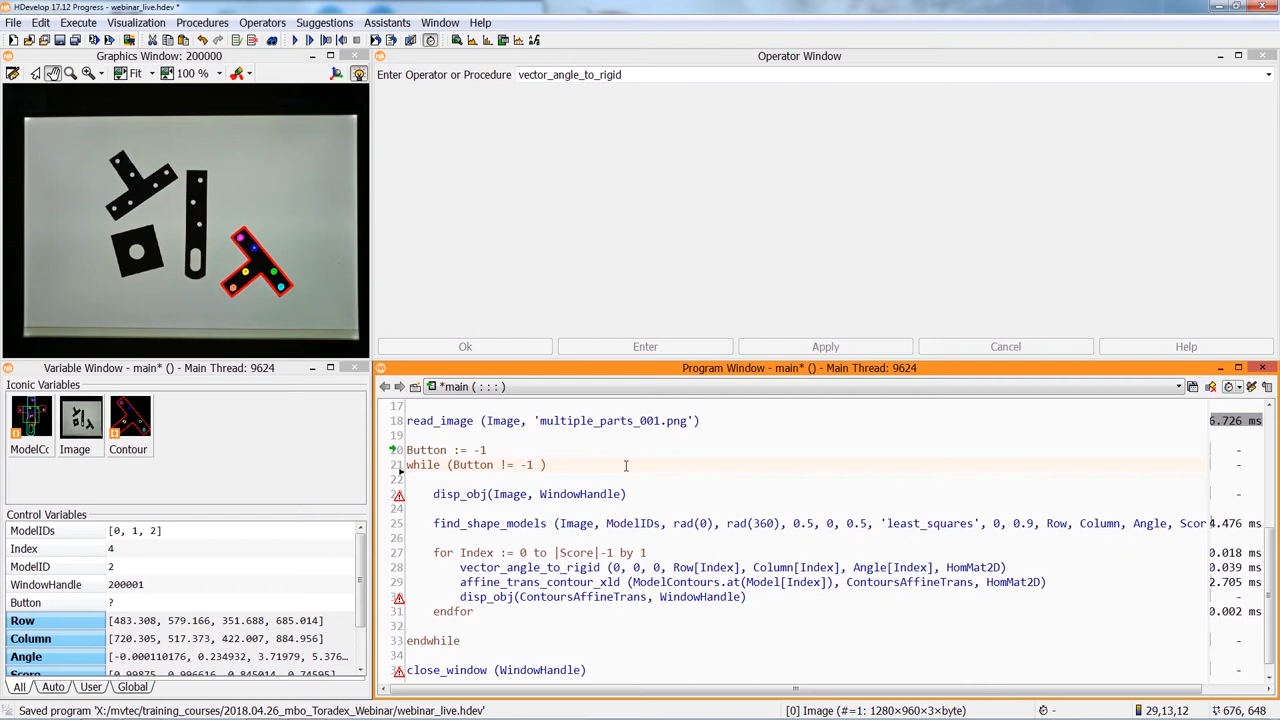 HDevelop 17.12 Progress - webinar_live.hdev *
File Edit Execute Visualization Procedures Operators Suggestions Assistants Window Help
Graphics Window: 200000
Operator Window
Fit 100 %
Enter Operator or Procedure vector_angle_to_rigid
Ok Enter Apply Cancel Help
Variable Window - main* () - Main Thread: 9624
Program Window - main* () - Main Thread: 9624
Iconic Variables
*main ( : : : )
ModelCc Image Contour
Control Variables
ModelIDs [0, 1, 2]
Index 4
ModelID 2
WindowHandle 200001
Button ?
Row [483.308, 579.166, 351.688, 685.014]
Column [720.305, 517.373, 422.007, 884.956]
Angle [-0.000110176, 0.234932, 3.71979, 5.376...
Score [0.99875, 0.996616, 0.845014, 0.74595]
All Auto User Global
17
18 read_image (Image, 'multiple_parts_001.png') 6.726 ms
19
20 Button := -1 -
21 while (Button != -1 ) -
22
disp_obj(Image, WindowHandle) -
24
25 find_shape_models (Image, ModelIDs, rad(0), rad(360), 0.5, 0, 0.5, 'least_squares', 0, 0.9, Row, Column, Angle, Scor 4.476 ms
26
27 for Index := 0 to |Score|-1 by 1 0.018 ms
28 vector_angle_to_rigid (0, 0, 0, Row[Index], Column[Index], Angle[Index], HomMat2D) 0.039 ms
29 affine_trans_contour_xld (ModelContours.at(Model[Index]), ContoursAffineTrans, HomMat2D) 2.705 ms
disp_obj(ContoursAffineTrans, WindowHandle) -
31 endfor 0.002 ms
32
33 endwhile -
34
close_window (WindowHandle) -
Saved program 'X:/mvtec/training_courses/2018.04.26_mbo_Toradex_Webinar/webinar_live.hdev' [0] Image (#=1: 1280×960×3×byte) - 29,13,12 676, 648